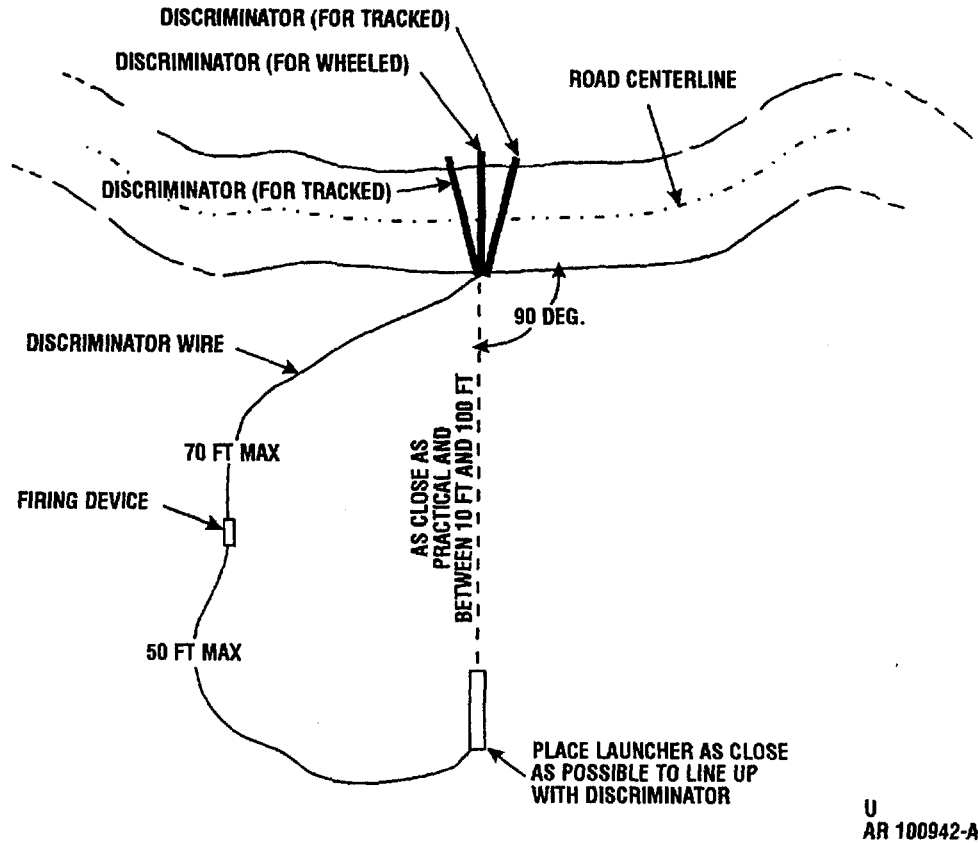 DISCRIMINATOR (FOR TRACKED)
DISCRIMINATOR (FOR WHEELED)
ROAD CENTERLINE
DISCRIMINATOR (FOR TRACKED)
90 DEG.
DISCRIMINATOR WIRE
AS CLOSE AS
PRACTICAL AND
BETWEEN 10 FT AND 100 FT
70 FT MAX
FIRING DEVICE
50 FT MAX
PLACE LAUNCHER AS CLOSE
AS POSSIBLE TO LINE UP
WITH DISCRIMINATOR
U
AR 100942-A